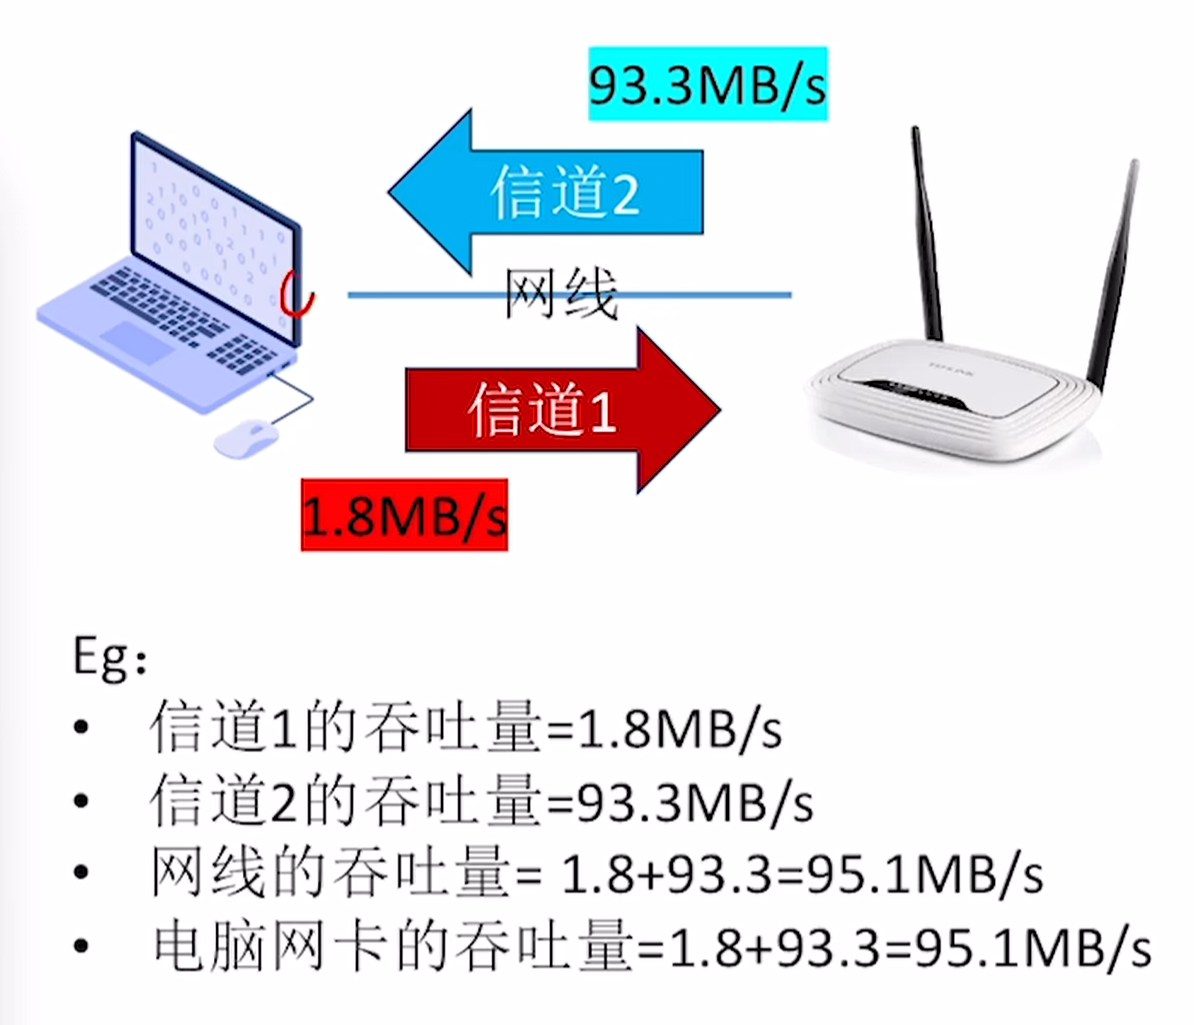 93.3MB/s
信道2
网线
信道1
1.8MB/s
Eg：
• 信道1的吞吐量=1.8MB/s
• 信道2的吞吐量=93.3MB/s
• 网线的吞吐量= 1.8+93.3=95.1MB/s
• 电脑网卡的吞吐量=1.8+93.3=95.1MB/s